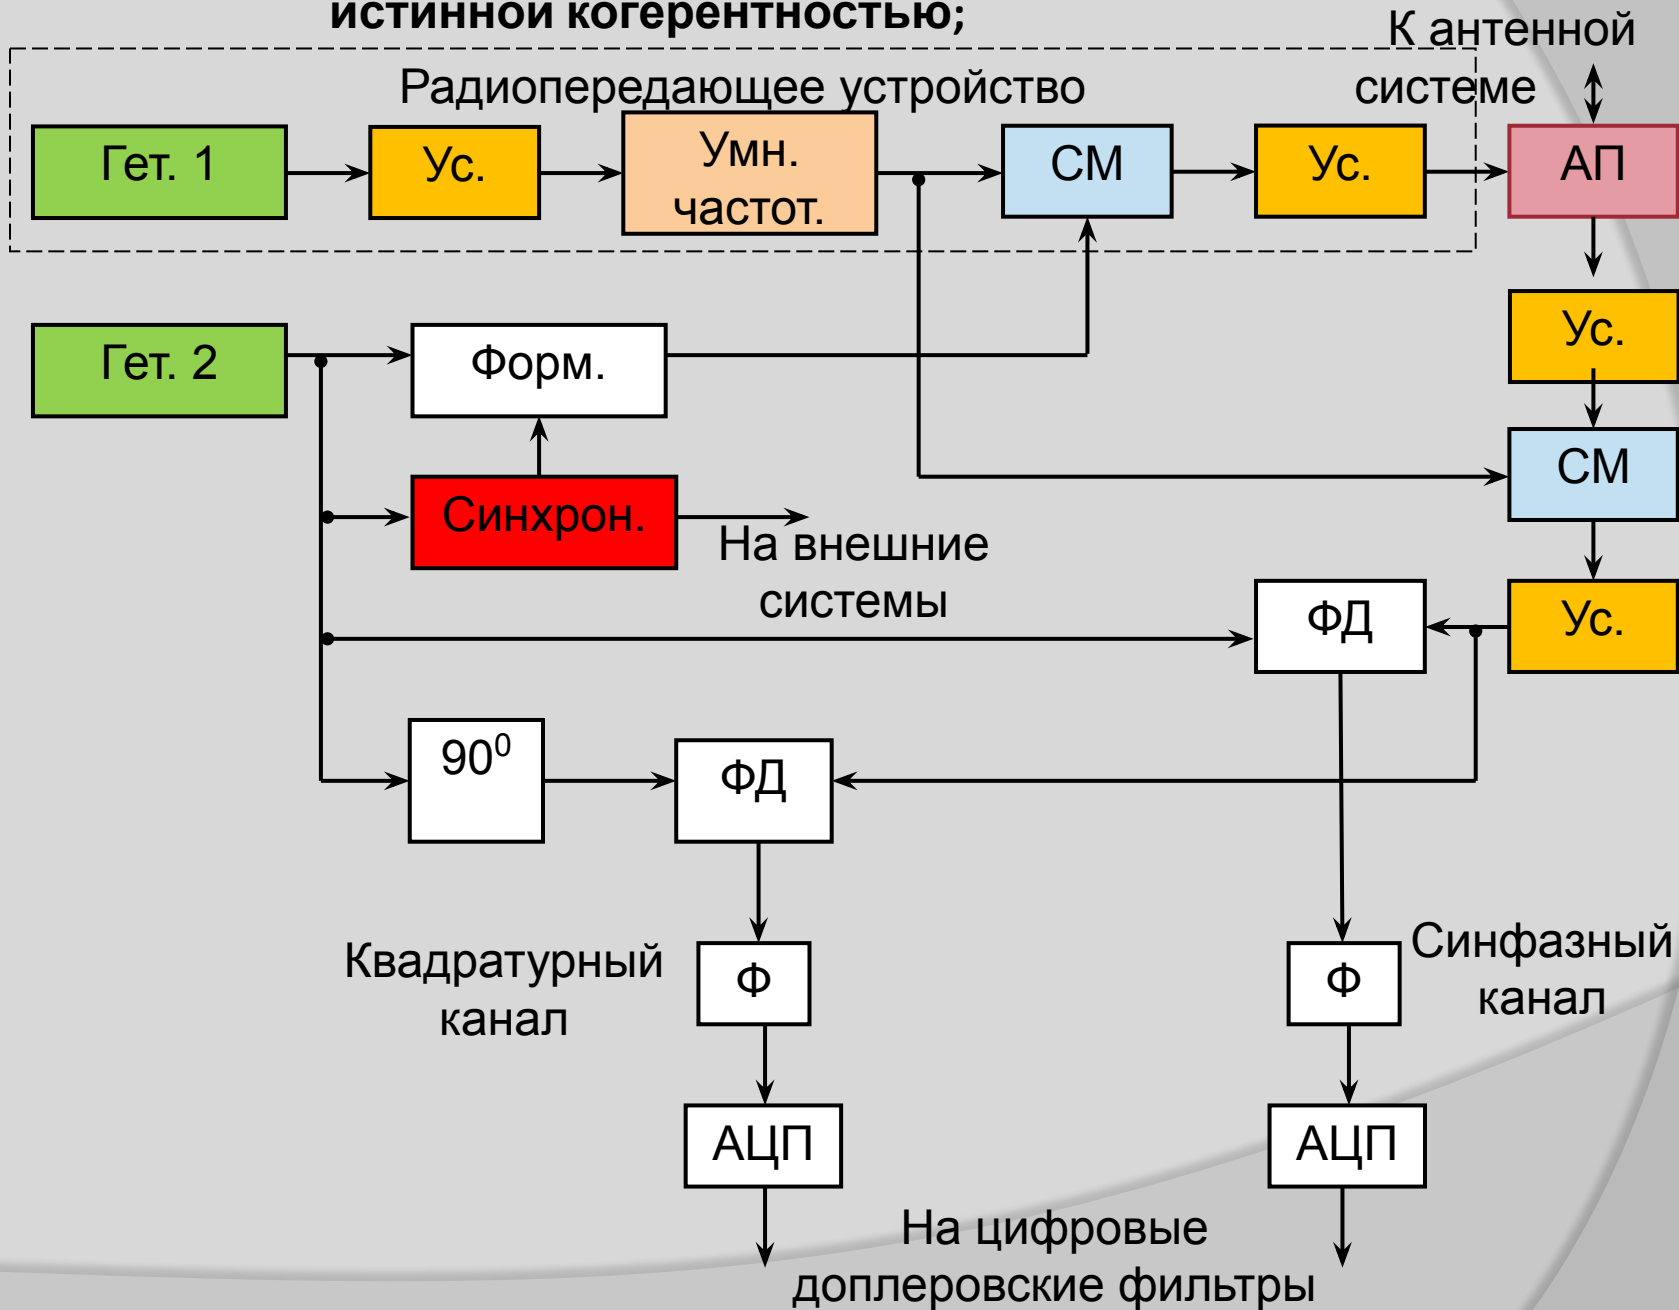 истинной когерентностью;
К антенной
системе
Радиопередающее устройство
Гет. 1
Ус.
Умн.
частот.
СМ
Ус.
АП
Гет. 2
Форм.
Ус.
СМ
Синхрон.
На внешние
системы
ФД
Ус.
90⁰
ФД
Квадратурный
канал
Ф
Ф
Синфазный
канал
АЦП
АЦП
На цифровые
доплеровские фильтры